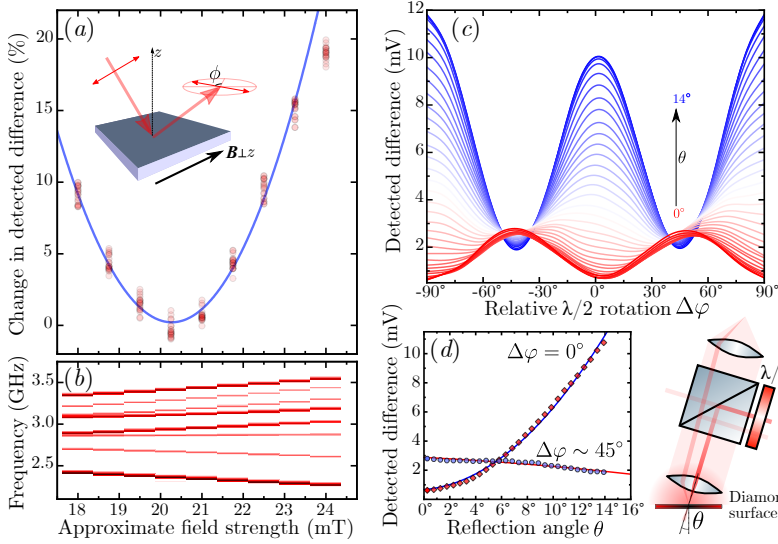 (a)
Change in detected difference (%)
20
15
10
5
0
z
ϕ
B⊥z
(b)
Frequency (GHz)
3.5
3.0
2.5
18 19 20 21 22 23 24
Approximate field strength (mT)
(c)
Detected difference (mV)
12
10
8
6
4
2
14°
θ
0°
-90° -60° -30° 0° 30° 60° 90°
Relative λ/2 rotation Δφ
(d)
Detected difference (mV)
10
8
6
4
2
0
Δφ = 0°
Δφ ~ 45°
0° 2° 4° 6° 8° 10° 12° 14° 16°
Reflection angle θ
λ/
Diamon
surface
θ